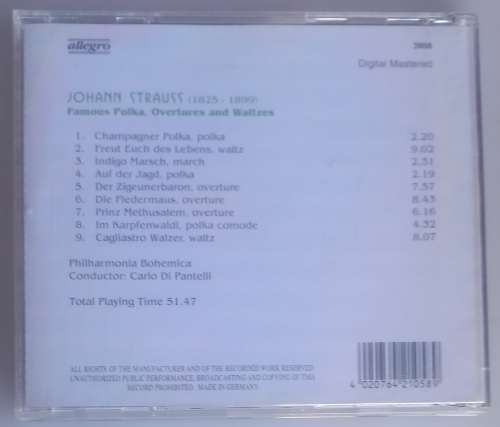 allegro
Digital Mastered
JOHANN STRAUSS (1825 - 1899)
Famous Polka, Overtures and Waltzes
1. Champagner Polka, polka 2.20
2. Freut Euch des Lebens, waltz 9.02
3. Indigo Marsch, march 2.51
4. Auf der Jagd, polka 2.19
5. Der Zigeunerbaron, overture 7.57
6. Die Fledermaus, overture 8.43
7. Prinz Methusalem, overture 6.16
8. Im Karpfenwaldl, polka comode 4.32
9. Cagliastro Walzer, waltz 8.07
Philharmonia Bohemica
Conductor: Carlo Di Pantelli
Total Playing Time 51.47
ALL RIGHTS OF THE MANUFACTURER AND OF THE RECORDED WORK RESERVED.
UNAUTHORIZED PUBLIC PERFORMANCE, BROADCASTING AND COPYING OF THIS
RECORD PROHIBITED. MADE IN GERMANY.
4 020764 210589